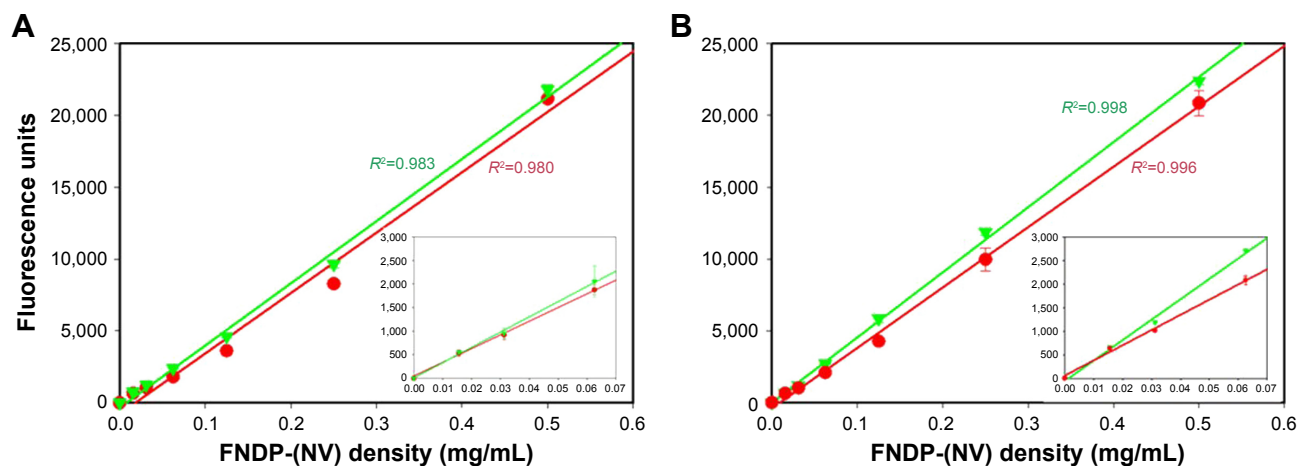 A
Fluorescence units
25,000
20,000
15,000
10,000
5,000
0
R²=0.983
R²=0.980
3,000
2,500
2,000
1,500
1,000
500
0
0.00 0.01 0.02 0.03 0.04 0.05 0.06 0.07
0.0 0.1 0.2 0.3 0.4 0.5 0.6
FNDP-(NV) density (mg/mL)
B
25,000
20,000
15,000
10,000
5,000
0
R²=0.998
R²=0.996
3,000
2,500
2,000
1,500
1,000
500
0
0.00 0.01 0.02 0.03 0.04 0.05 0.06 0.07
0.0 0.1 0.2 0.3 0.4 0.5 0.6
FNDP-(NV) density (mg/mL)